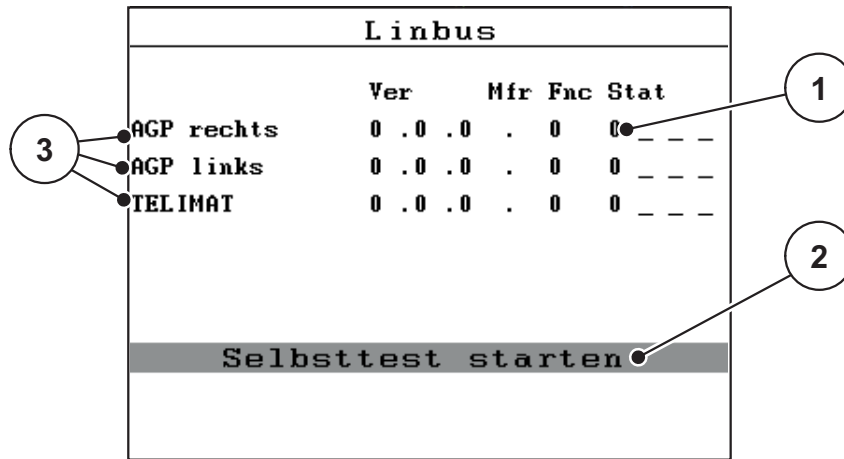 Linbus
Ver Mfr Fnc Stat
AGP rechts 0 .0 .0 . 0 0 _ _ _
AGP links 0 .0 .0 . 0 0 _ _ _
TELIMAT 0 .0 .0 . 0 0 _ _ _
Selbsttest starten
1
2
3